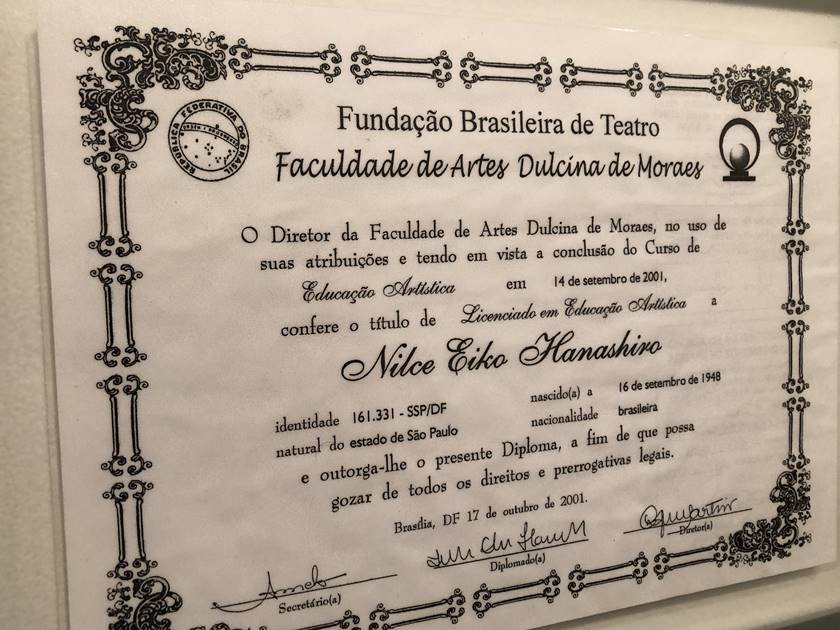 Fundação Brasileira de Teatro
Faculdade de Artes Dulcina de Moraes
REPÚBLICA FEDERATIVA DO BRASIL
O Diretor da Faculdade de Artes Dulcina de Moraes, no uso de
suas atribuições e tendo em vista a conclusão do Curso de
Educação Artística em 14 de setembro de 2001,
confere o título de Licenciado em Educação Artística a
Nilce Eiko Hanashiro
identidade 161.331 - SSP/DF nascido(a) a 16 de setembro de 1948
natural do estado de São Paulo nacionalidade brasileira
e outorga-lhe o presente Diploma, a fim de que possa
gozar de todos os direitos e prerrogativas legais.
Brasília, DF 17 de outubro de 2001.
Secretário(a)
Diplomado(a)
Diretor(a)